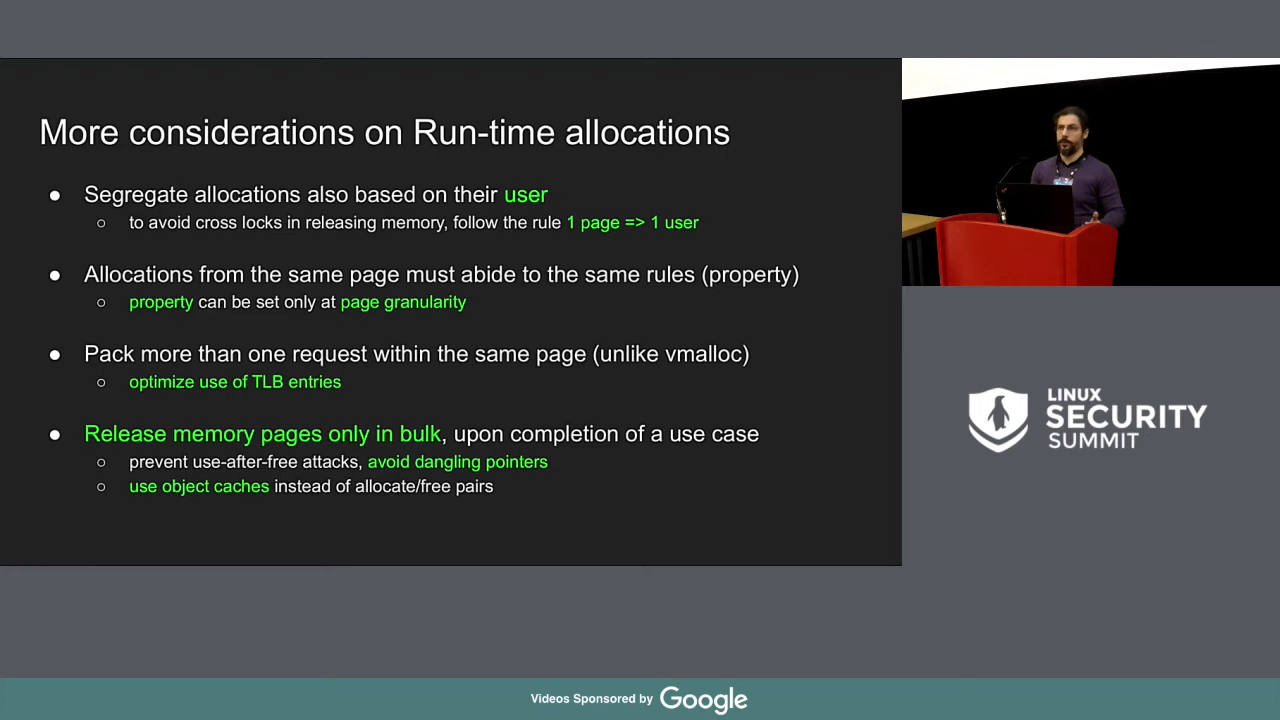 More considerations on Run-time allocations
● Segregate allocations also based on their user
○ to avoid cross locks in releasing memory, follow the rule 1 page => 1 user
● Allocations from the same page must abide to the same rules (property)
○ property can be set only at page granularity
● Pack more than one request within the same page (unlike vmalloc)
○ optimize use of TLB entries
● Release memory pages only in bulk, upon completion of a use case
○ prevent use-after-free attacks, avoid dangling pointers
○ use object caches instead of allocate/free pairs
LINUX
SECURITY
SUMMIT
Videos Sponsored by Google